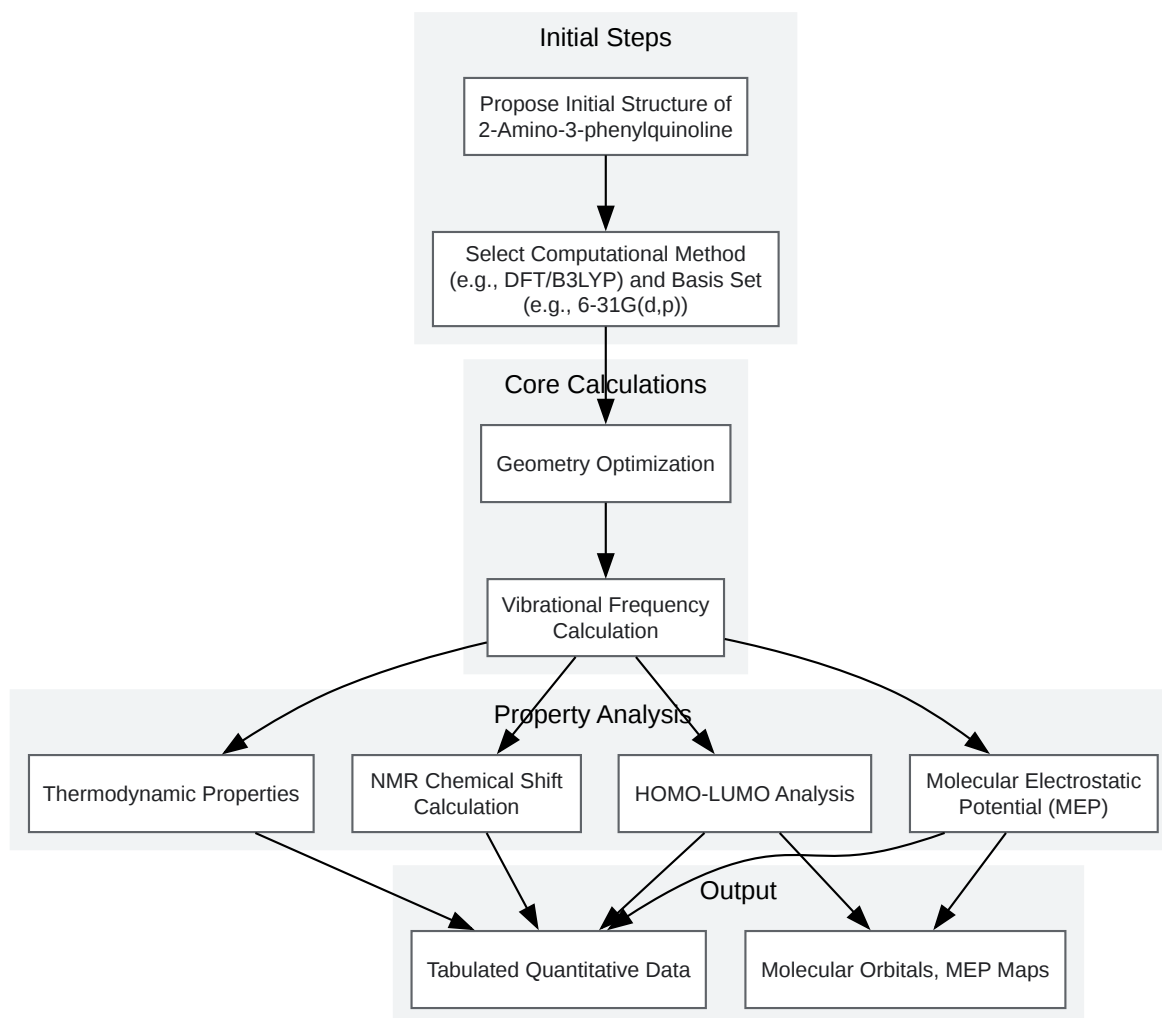 Initial Steps
Propose Initial Structure of
2-Amino-3-phenylquinoline
Select Computational Method
(e.g., DFT/B3LYP) and Basis Set
(e.g., 6-31G(d,p))
Core Calculations
Geometry Optimization
Vibrational Frequency
Calculation
Property Analysis
Thermodynamic Properties
NMR Chemical Shift
Calculation
HOMO-LUMO Analysis
Molecular Electrostatic
Potential (MEP)
Output
Tabulated Quantitative Data
Molecular Orbitals, MEP Maps